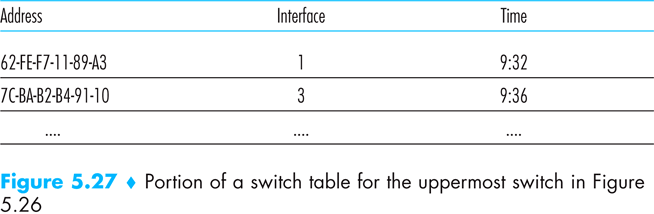 Address Interface Time
62-FE-F7-11-89-A3 1 9:32
7C-BA-B2-B4-91-10 3 9:36
.... .... ....
Figure 5.27 ♦ Portion of a switch table for the uppermost switch in Figure
5.26